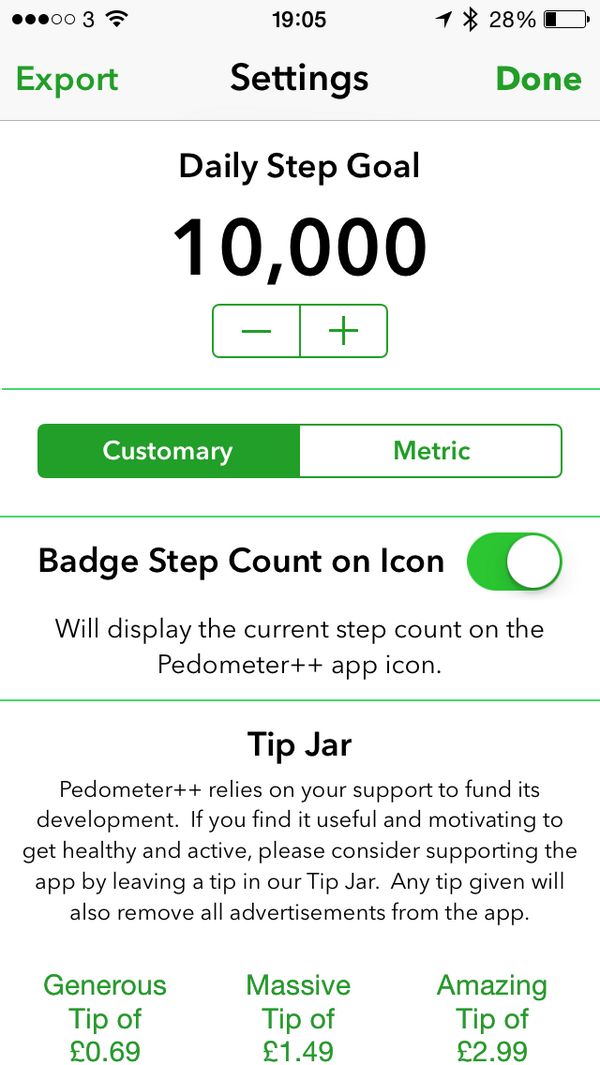 3 19:05 28%
Export Settings Done
Daily Step Goal
10,000
− +
Customary Metric
Badge Step Count on Icon
Will display the current step count on the
Pedometer++ app icon.
Tip Jar
Pedometer++ relies on your support to fund its
development.  If you find it useful and motivating to
get healthy and active, please consider supporting the
app by leaving a tip in our Tip Jar.  Any tip given will
also remove all advertisements from the app.
Generous Massive Amazing
Tip of Tip of Tip of
£0.69 £1.49 £2.99